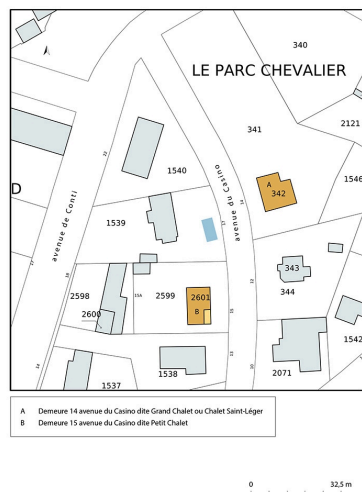 340
LE PARC CHEVALIER
2121
341
1540
1546
A
342
D
avenue de Conti
avenue du Casino
1539
343
344
2598
15A
2599
2601
B
2600
1542
1538
1537
2071
A Demeure 14 avenue du Casino dite Grand Chalet ou Chalet Saint-Léger
B Demeure 15 avenue du Casino dite Petit Chalet
0 32,5 m